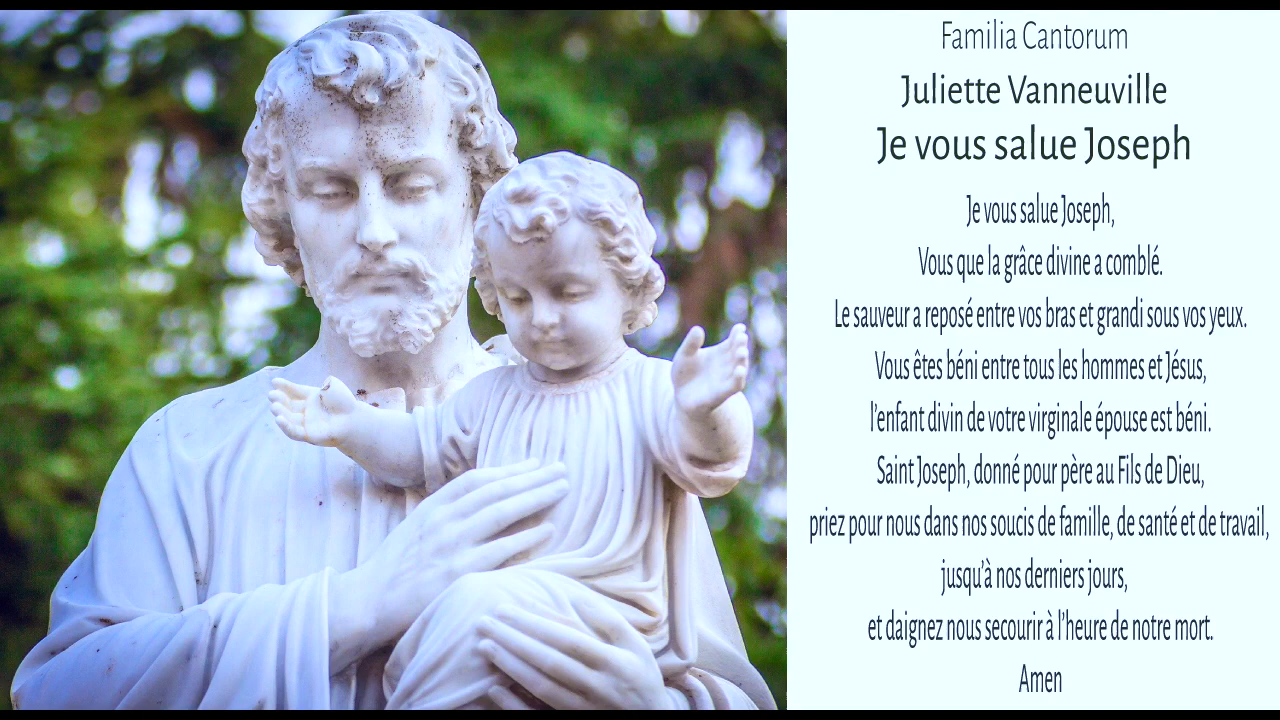 Familia Cantorum
Juliette Vanneuville
Je vous salue Joseph
Je vous salue Joseph,
Vous que la grâce divine a comblé.
Le sauveur a reposé entre vos bras et grandi sous vos yeux.
Vous êtes béni entre tous les hommes et Jésus,
l'enfant divin de votre virginale épouse est béni.
Saint Joseph, donné pour père au Fils de Dieu,
priez pour nous dans nos soucis de famille, de santé et de travail,
jusqu'à nos derniers jours,
et daignez nous secourir à l'heure de notre mort.
Amen